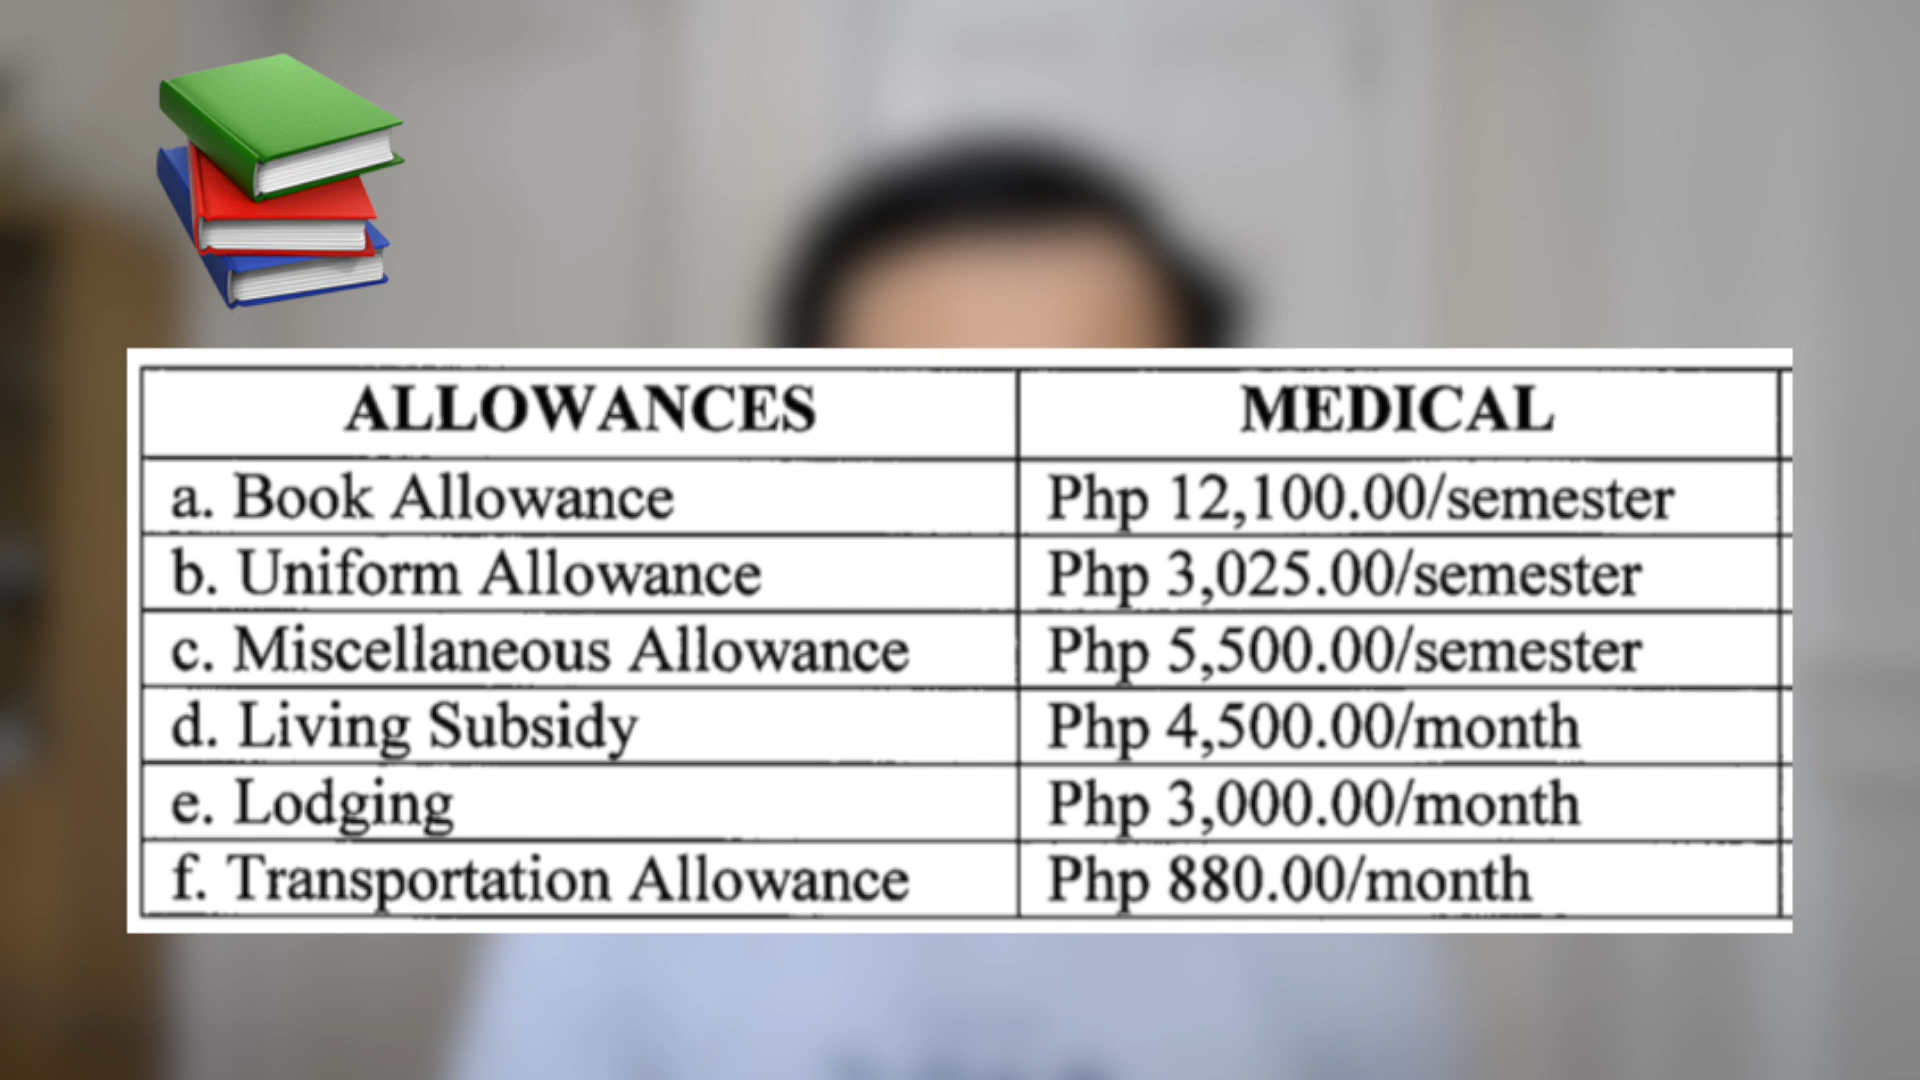 ALLOWANCES MEDICAL
a. Book Allowance Php 12,100.00/semester
b. Uniform Allowance Php 3,025.00/semester
c. Miscellaneous Allowance Php 5,500.00/semester
d. Living Subsidy Php 4,500.00/month
e. Lodging Php 3,000.00/month
f. Transportation Allowance Php 880.00/month